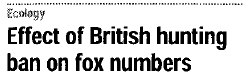 Ecology
Effect of British hunting
ban on fox numbers